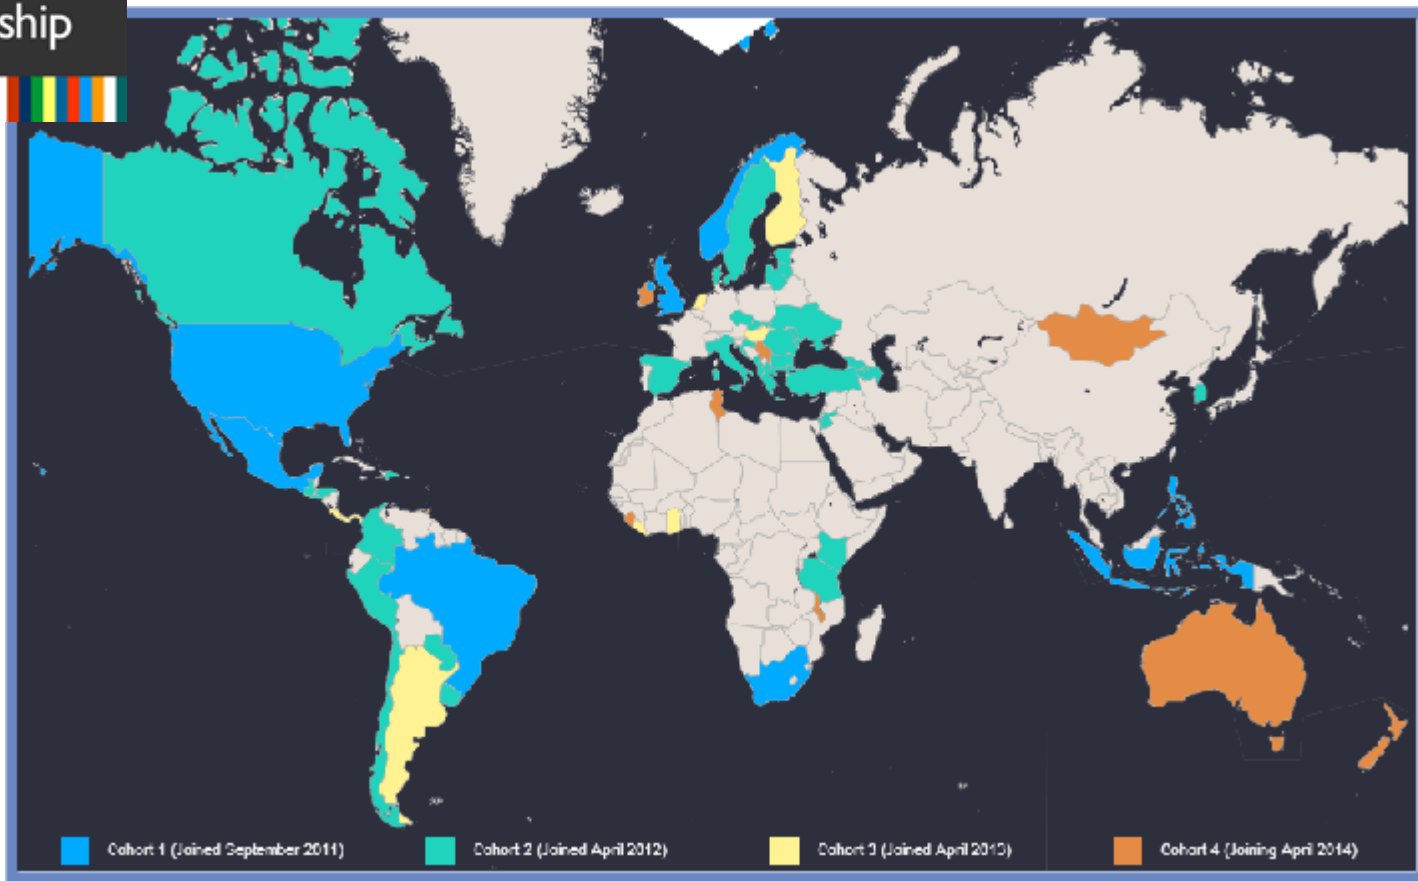 ship
Cohort 1 (Joined September 2011)
Cohort 2 (Joined April 2012)
Cohort 3 (Joined April 2013)
Cohort 4 (Joining April 2014)